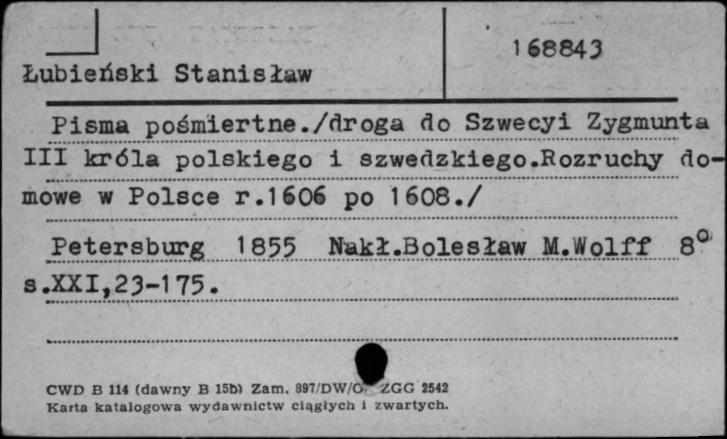 168843
Łubieński Stanisław
Pisma pośmiertne./droga do Szwecyi Zygmunta
III króla polskiego i szwedzkiego.Rozruchy do-
mowe w Polsce r.1606 po 1608./
Petersburg 1855 Nakł.Bolesław M.Wolff 8°
s.XXI,23-175.
CWD B 114 (dawny B 15b) Zam. 897/DW/O ZGG 2542
Karta katalogowa wydawnictw ciągłych i zwartych.